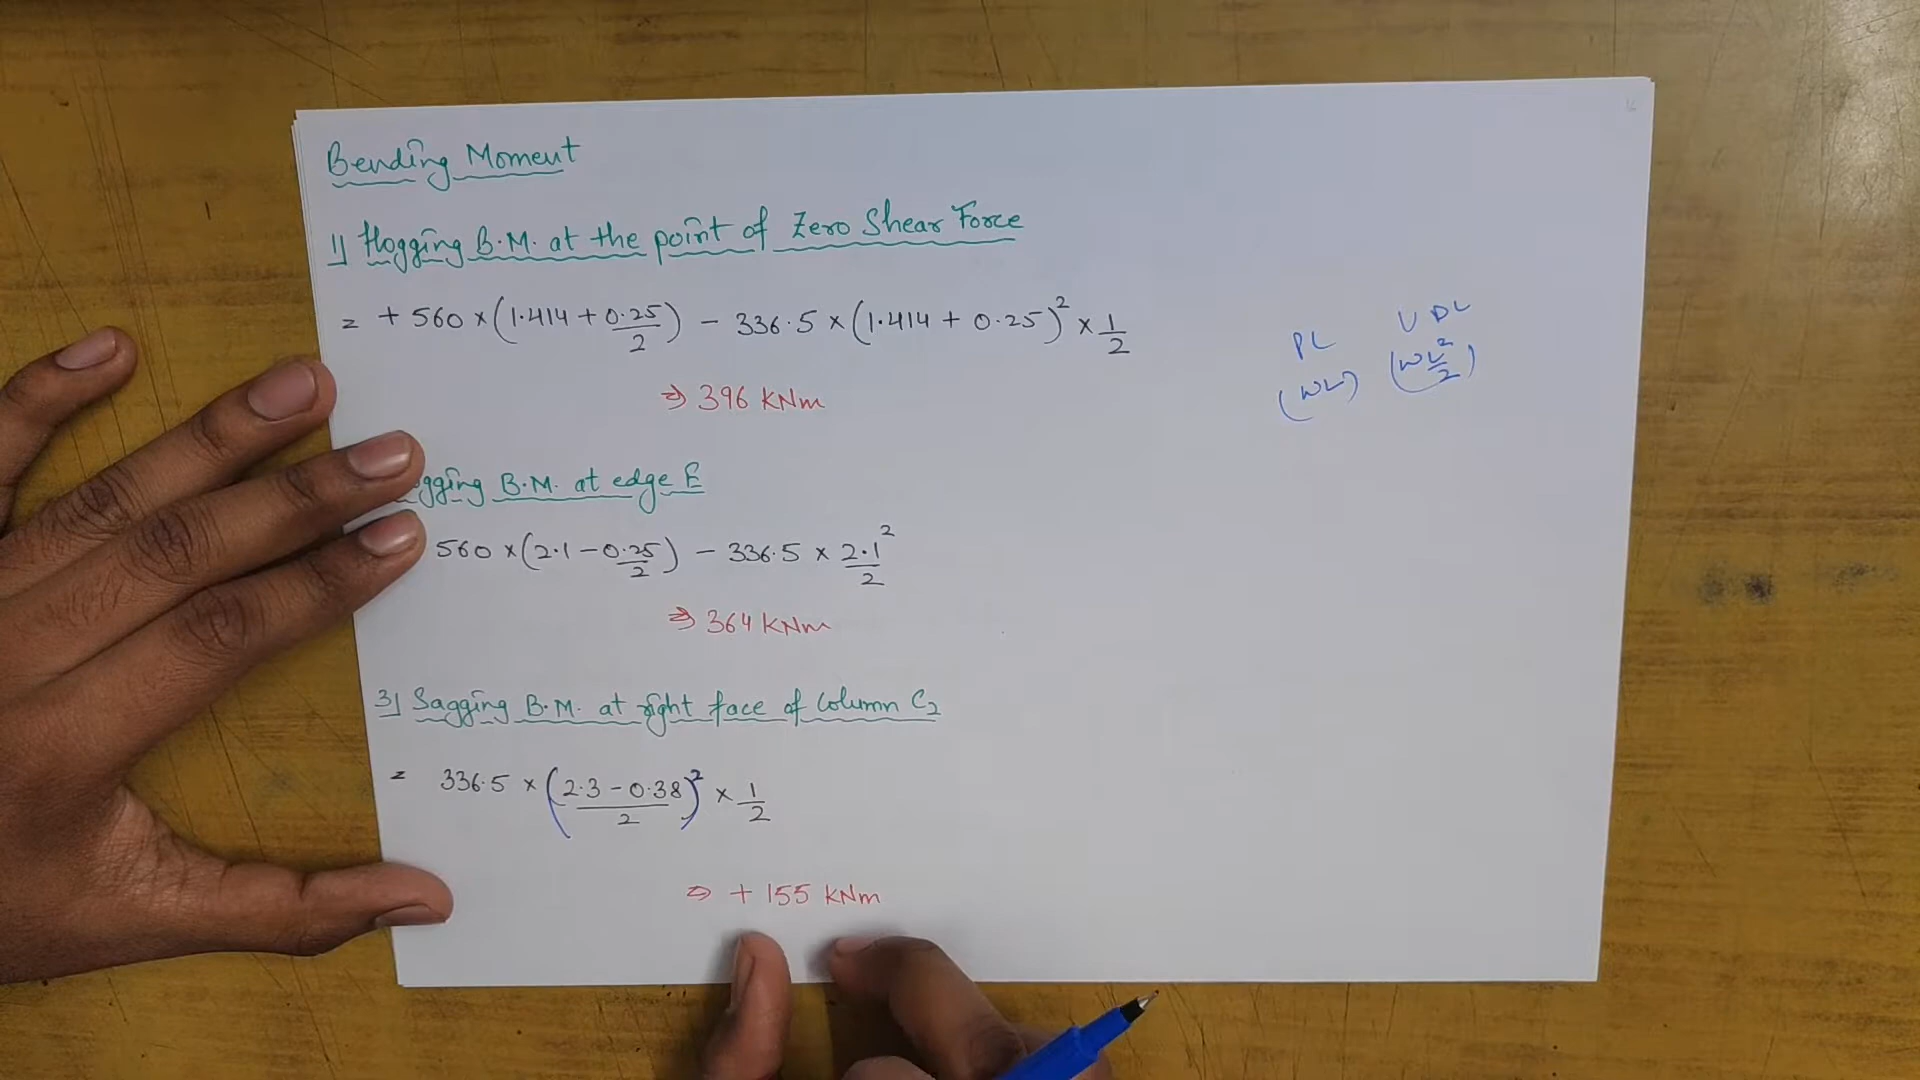 Bending Moment
1] Hogging B.M. at the point of Zero Shear Force
= + 560 × (1.414 + 0.25/2) - 336.5 × (1.414 + 0.25)² × 1/2
PL UDL
(WL) (WL²/2)
⇒ 396 KNm
gging B.M. at edge E
560 × (2.1 - 0.25/2) - 336.5 × 2.1²/2
⇒ 364 KNm
3] Sagging B.M. at right face of Column C2
= 336.5 × (2.3 - 0.38/2)² × 1/2
⇒ + 155 KNm